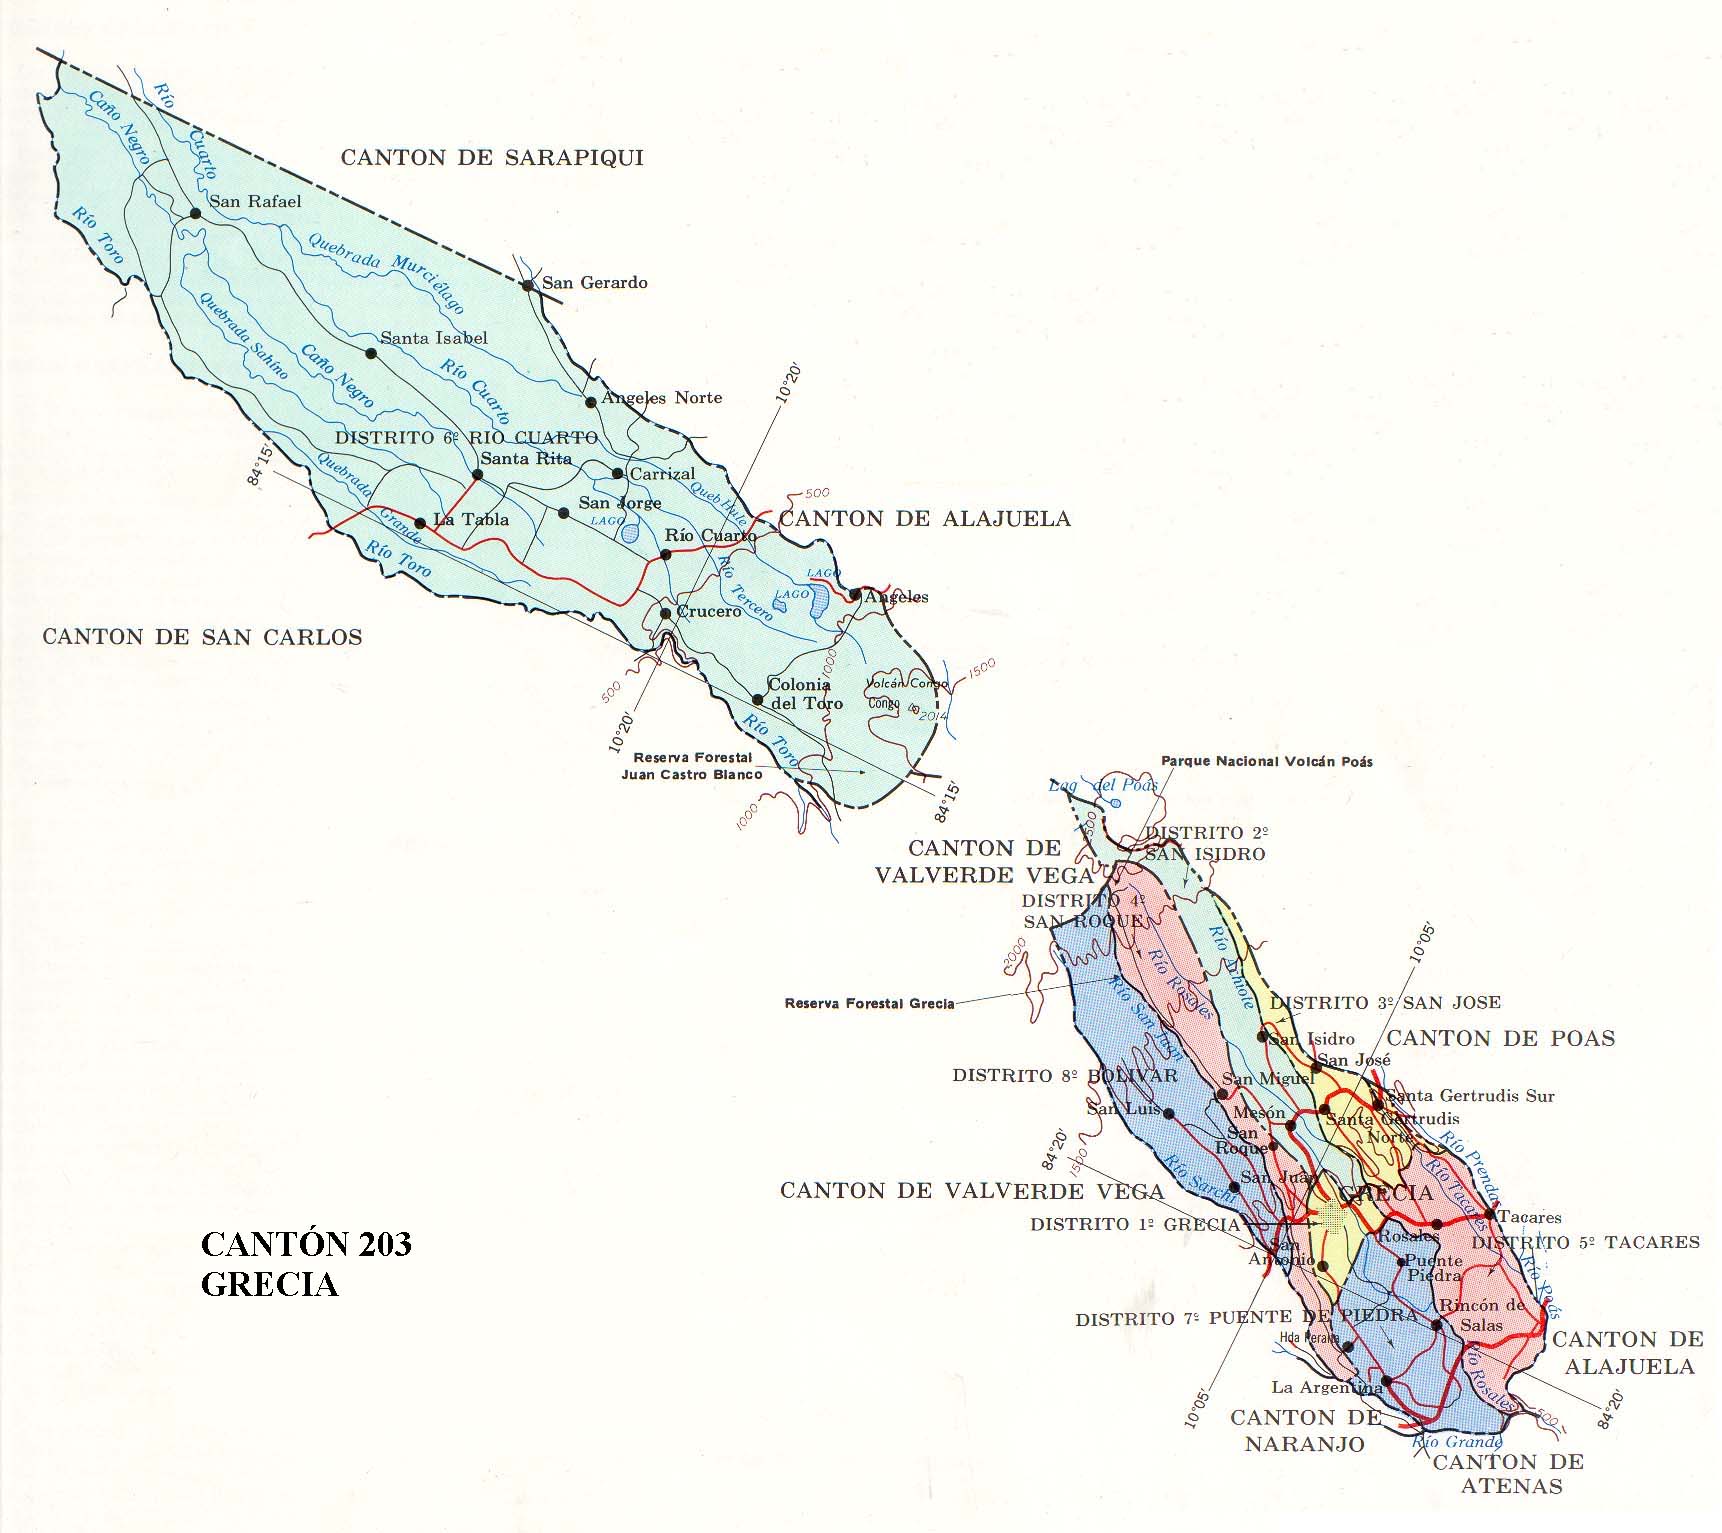 CANTON DE SARAPIQUI
Río Cuarto
Caño Negro
San Rafael
Río Toro
Quebrada Murciélago
San Gerardo
Quebrada Sahíno
Caño Negro
Santa Isabel
Río Cuarto
Angeles Norte
10°20'
DISTRITO 6º RIO CUARTO
Santa Rita
84°15'
Quebrada Grande
Carrizal
Queb Hule
500
San Jorge
LAGO
La Tabla
CANTON DE ALAJUELA
Río Cuarto
Río Toro
Río Tercero
LAGO
LAGO
Angeles
Crucero
CANTON DE SAN CARLOS
500
1000
1500
Volcán Congo
Congo
2014
Colonia
del Toro
10°20'
Río Toro
Reserva Forestal
Juan Castro Blanco
1000
84°15'
Parque Nacional Volcán Poás
Lag del Poás
DISTRITO 2º
SAN ISIDRO
CANTON DE
VALVERDE VEGA
DISTRITO 4º
SAN ROQUE
2000
Río Rosales
Río Arhiote
10°05'
Reserva Forestal Grecia
Río San Juan
DISTRITO 3º SAN JOSE
San Isidro
CANTON DE POAS
San José
DISTRITO 8º BOLIVAR
San Miguel
San Luis
Mesón
Santa Gertrudis Sur
Santa Gertrudis
Norte
San
Roque
84°20'
1500
Río Prendas
Río Tacares
Río Sarchí
San Juan
CANTON DE VALVERDE VEGA
GRECIA
DISTRITO 1º GRECIA
Tacares
Rosales
DISTRITO 5º TACARES
San
Antonio
Puente
Piedra
Río Poás
CANTÓN 203
GRECIA
DISTRITO 7º PUENTE DE PIEDRA
Rincón de
Salas
Hda Peralta
CANTON DE
ALAJUELA
La Argentina
Río Rosales
10°05'
500
84°20'
CANTON DE
NARANJO
Río Grande
CANTON DE
ATENAS